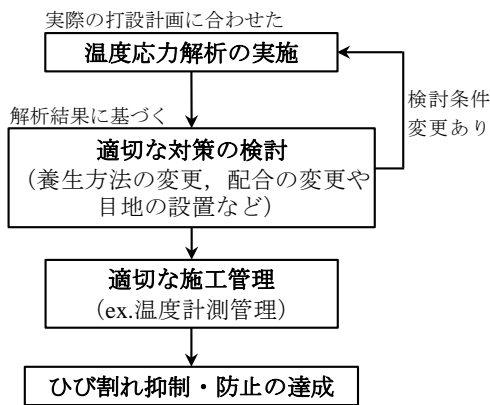 実際の打設計画に合わせた
温度応力解析の実施
解析結果に基づく
検討条件
変更あり
適切な対策の検討
（養生方法の変更，配合の変更や
目地の設置など）
適切な施工管理
（ex.温度計測管理）
ひび割れ抑制・防止の達成